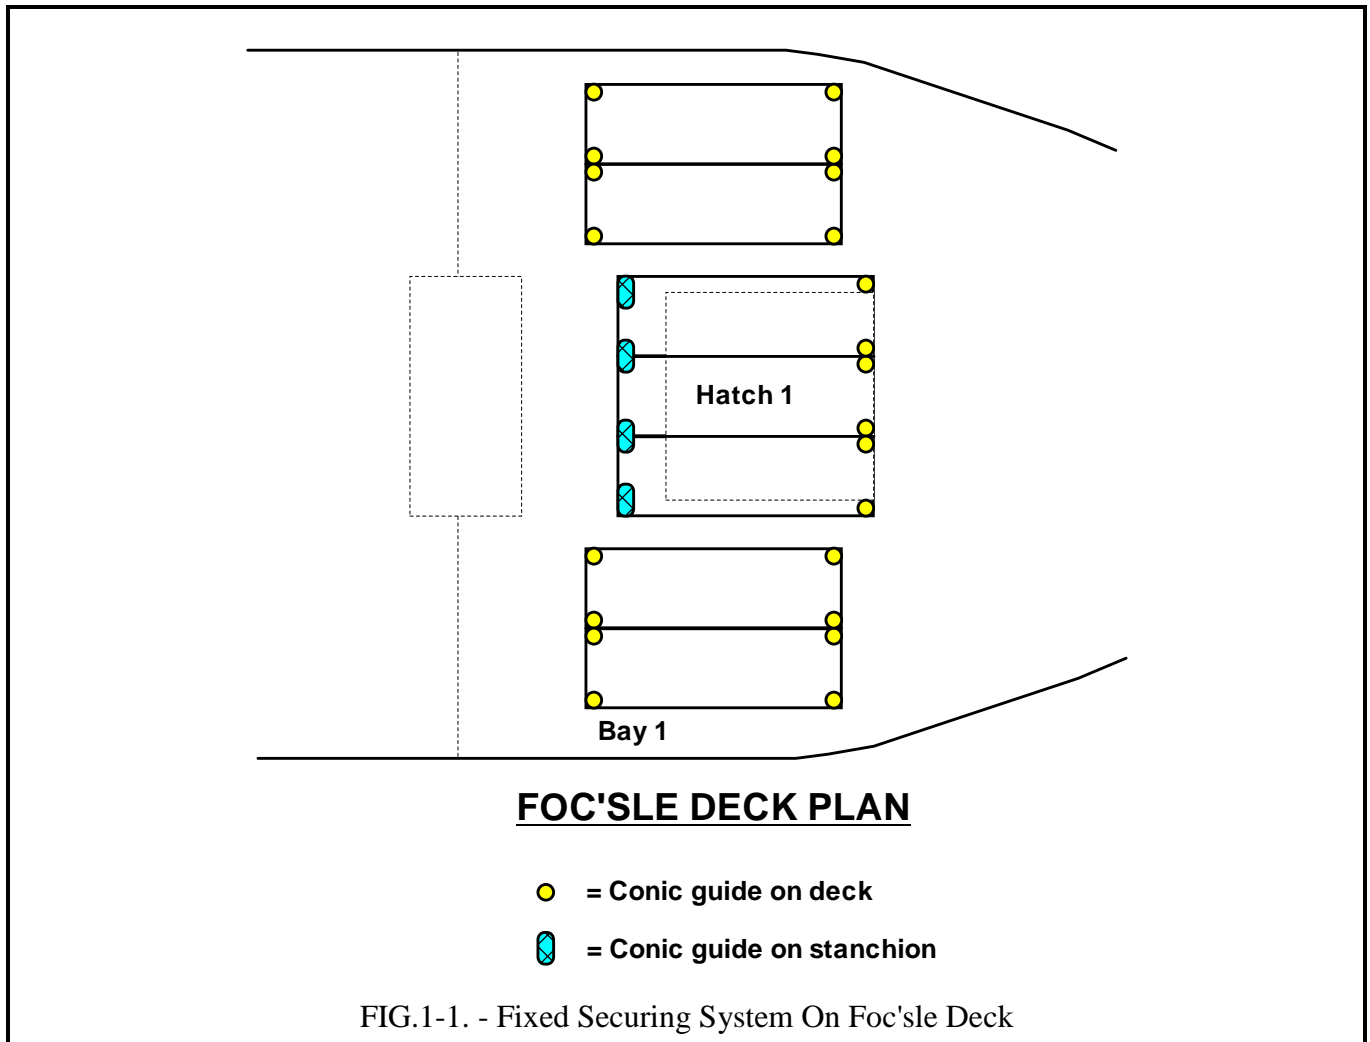 Hatch 1
Bay 1
FOC'SLE DECK PLAN
= Conic guide on deck
= Conic guide on stanchion
FIG.1-1. - Fixed Securing System On Foc'sle Deck